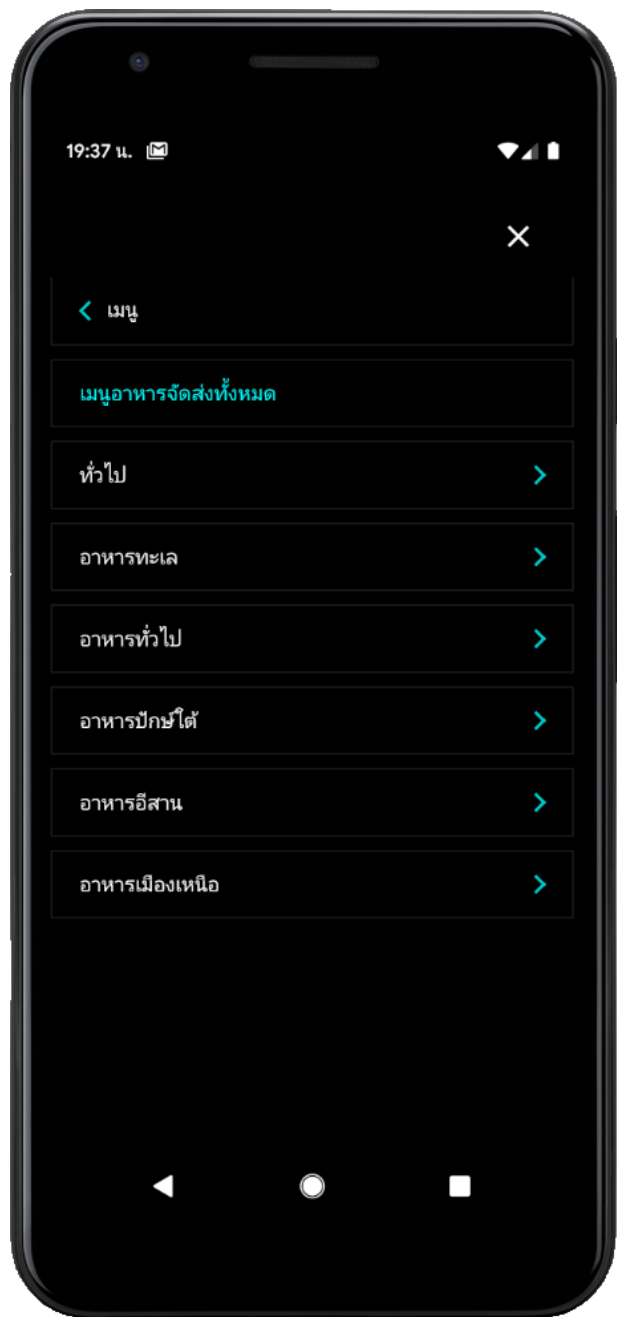 19:37 น.
เมนู
เมนูอาหารจัดส่งทั้งหมด
ทั่วไป
อาหารทะเล
อาหารทั่วไป
อาหารปักษ์ใต้
อาหารอีสาน
อาหารเมืองเหนือ